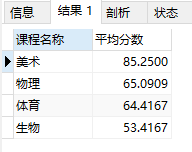 信息 结果 1 剖析 状态
课程名称 平均分数
美术 85.2500
物理 65.0909
体育 64.4167
生物 53.4167